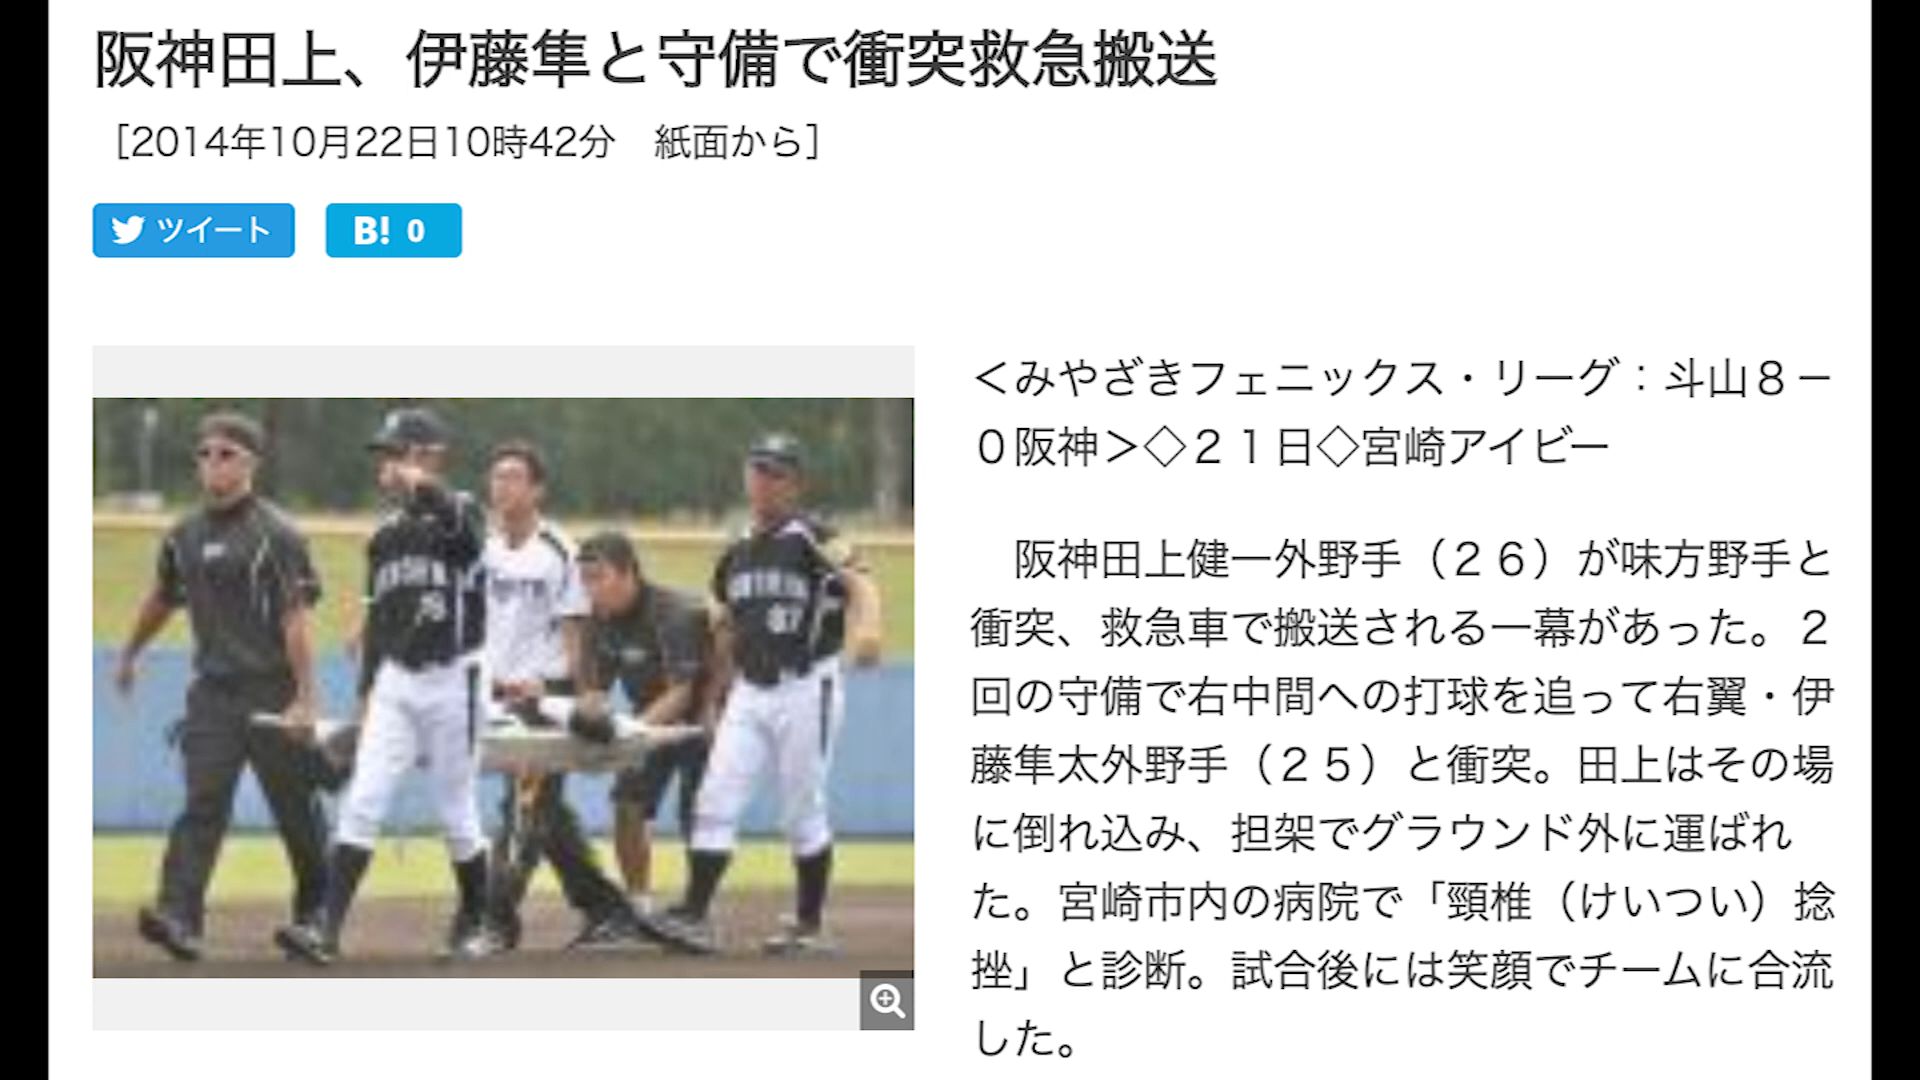 阪神田上、伊藤隼と守備で衝突救急搬送
［2014年10月22日10時42分　紙面から］
ツイート
B! 0
＜みやざきフェニックス・リーグ：斗山８－
０阪神＞◇２１日◇宮崎アイビー
　阪神田上健一外野手（２６）が味方野手と
衝突、救急車で搬送される一幕があった。２
回の守備で右中間への打球を追って右翼・伊
藤隼太外野手（２５）と衝突。田上はその場
に倒れ込み、担架でグラウンド外に運ばれ
た。宮崎市内の病院で「頸椎（けいつい）捻
挫」と診断。試合後には笑顔でチームに合流
した。